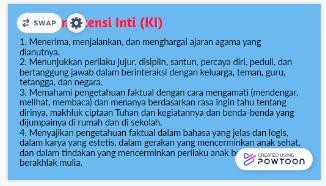 SWAP
tensi Inti (KI)
1. Menerima, menjalankan, dan menghargai ajaran agama yang
dianutnya.
2. Menunjukkan perilaku jujur, disiplin, santun, percaya diri, peduli, dan
bertanggung jawab dalam berinteraksi dengan keluarga, teman, guru,
tetangga, dan negara.
3. Memahami pengetahuan faktual dengan cara mengamati (mendengar,
melihat, membaca) dan menanya berdasarkan rasa ingin tahu tentang
dirinya, makhluk ciptaan Tuhan dan kegiatannya dan benda-benda yang
dijumpainya di rumah dan di sekolah.
4. Menyajikan pengetahuan faktual dalam bahasa yang jelas dan logis,
dalam karya yang estetis, dalam gerakan yang mencerminkan anak sehat,
dan dalam tindakan yang mencerminkan perilaku anak b
berakhlak mulia.
CREATED USING
POWTOON